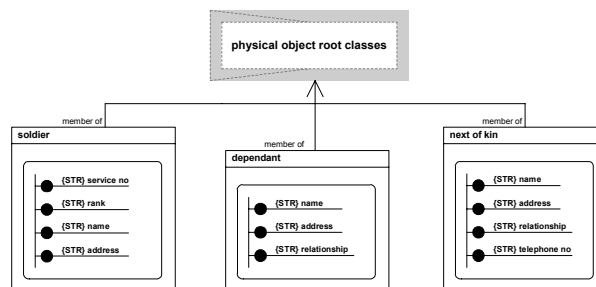 physical object root classes
member of
soldier
{STR} service no
{STR} rank
{STR} name
{STR} address
member of
dependant
{STR} name
{STR} address
{STR} relationship
member of
next of kin
{STR} name
{STR} address
{STR} relationship
{STR} telephone no